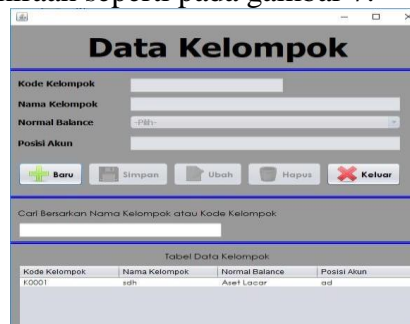 seperti pada gambar 7.
Data Kelompok
Kode Kelompok
Nama Kelompok
Normal Balance -Pilih-
Posisi Akun
Baru Simpan Ubah Hapus Keluar
Cari Bersarkan Nama Kelompok atau Kode Kelompok
Tabel Data Kelompok
Kode Kelompok Nama Kelompok Normal Balance Posisi Akun
K0001 sdh Aset Lacar ad